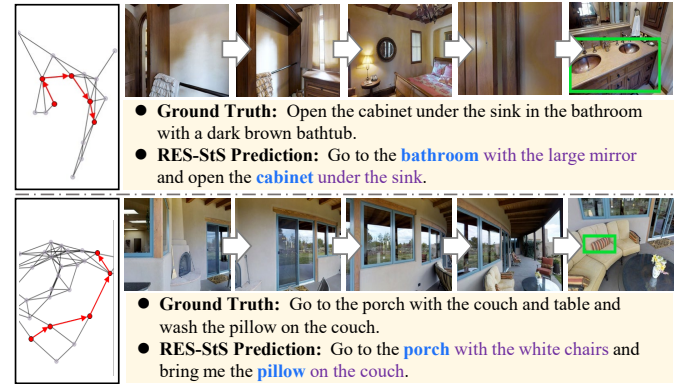 ● Ground Truth: Open the cabinet under the sink in the bathroom
with a dark brown bathtub.
● RES-StS Prediction: Go to the bathroom with the large mirror
and open the cabinet under the sink.
● Ground Truth: Go to the porch with the couch and table and
wash the pillow on the couch.
● RES-StS Prediction: Go to the porch with the white chairs and
bring me the pillow on the couch.